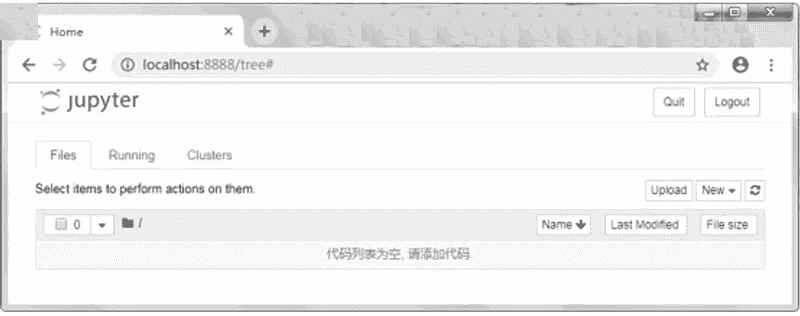 Home
localhost:8888/tree#
jupyter
Quit
Logout
Files
Running
Clusters
Select items to perform actions on them.
Upload
New
0
/
Name
Last Modified
File size
代码列表为空, 请添加代码.